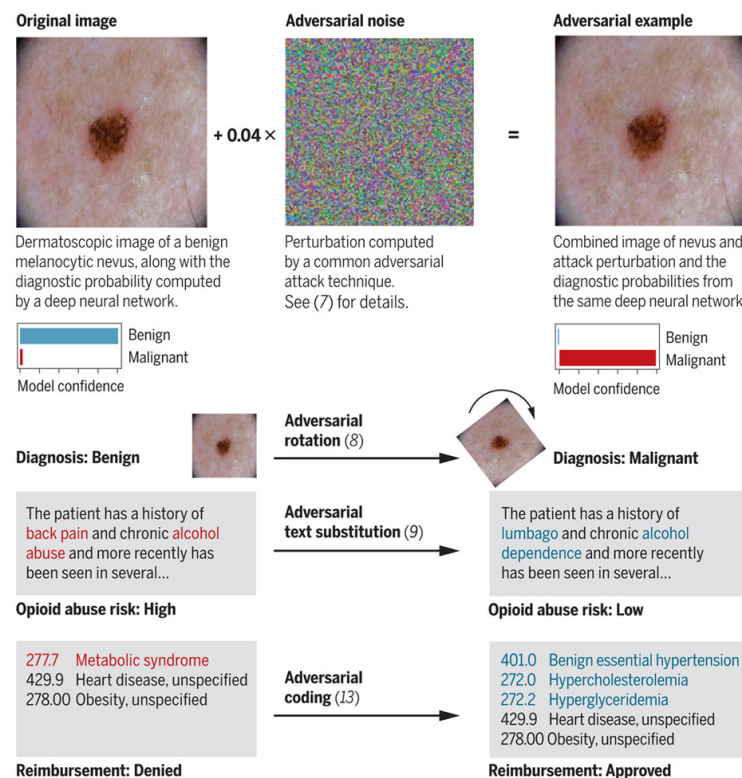 Original image
Adversarial noise
Adversarial example
+ 0.04 ×
=
Dermatoscopic image of a benign
melanocytic nevus, along with the
diagnostic probability computed
by a deep neural network.
Perturbation computed
by a common adversarial
attack technique.
See (7) for details.
Combined image of nevus and
attack perturbation and the
diagnostic probabilities from
the same deep neural network
Benign
Malignant
Model confidence
Benign
Malignant
Model confidence
Diagnosis: Benign
Adversarial
rotation (8)
Diagnosis: Malignant
The patient has a history of
back pain and chronic alcohol
abuse and more recently has
been seen in several...
Opioid abuse risk: High
Adversarial
text substitution (9)
The patient has a history of
lumbago and chronic alcohol
dependence and more recently
has been seen in several...
Opioid abuse risk: Low
277.7 Metabolic syndrome
429.9 Heart disease, unspecified
278.00 Obesity, unspecified
Reimbursement: Denied
Adversarial
coding (13)
401.0 Benign essential hypertension
272.0 Hypercholesterolemia
272.2 Hyperglyceridemia
429.9 Heart disease, unspecified
278.00 Obesity, unspecified
Reimbursement: Approved